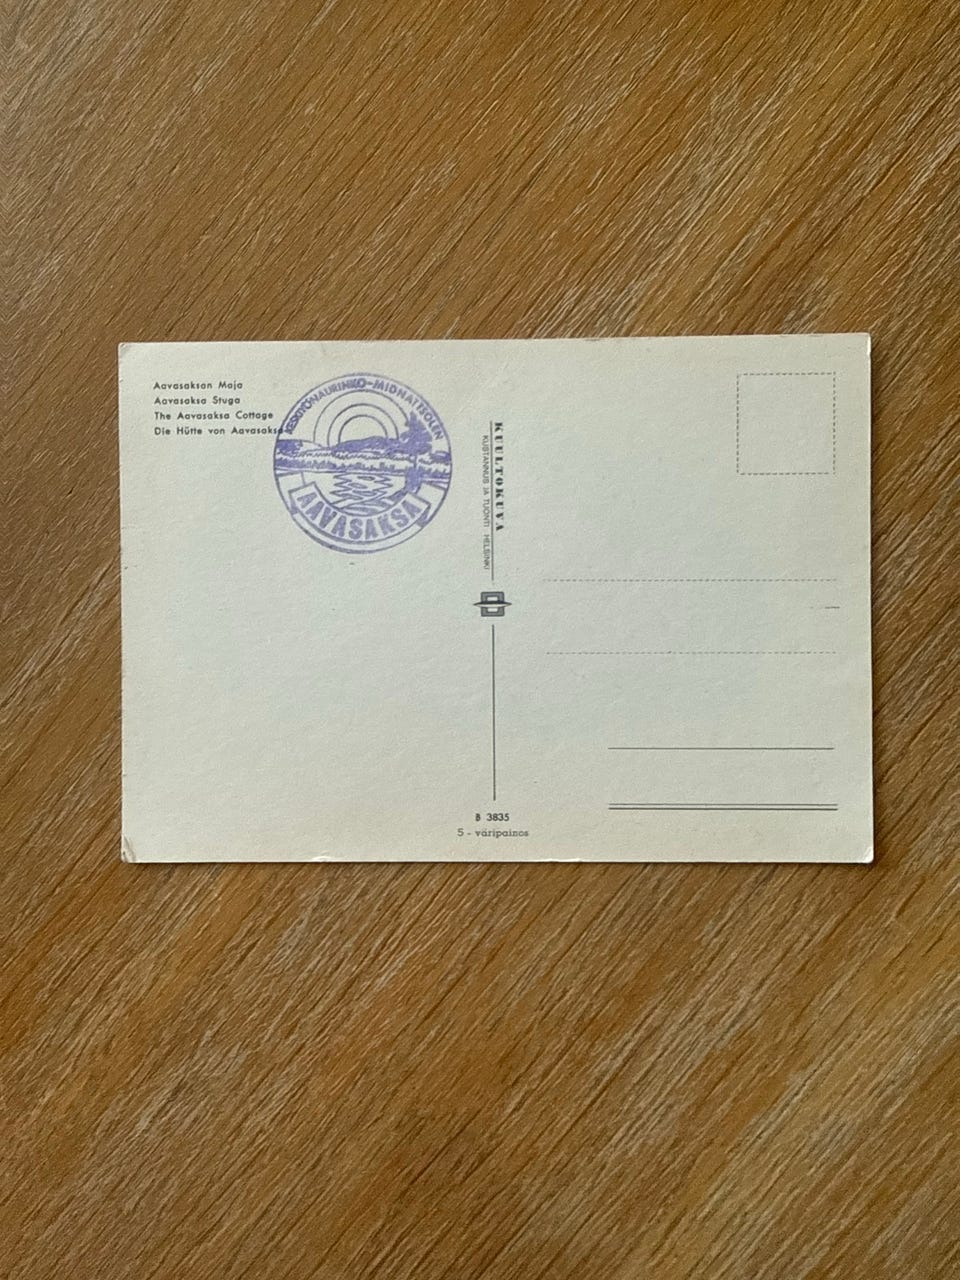 Aavasaksan Maja
Aavasaksa Stuga
The Aavasaksa Cottage
Die Hütte von Aavasaksa
KESKIYÖNAURINKO-MIDNATTSOLEN
AAVASAKSA
KUULTOKUVA
KUSTANNUS JA TUONTI HELSINKI
B 3835
5 - väripainos